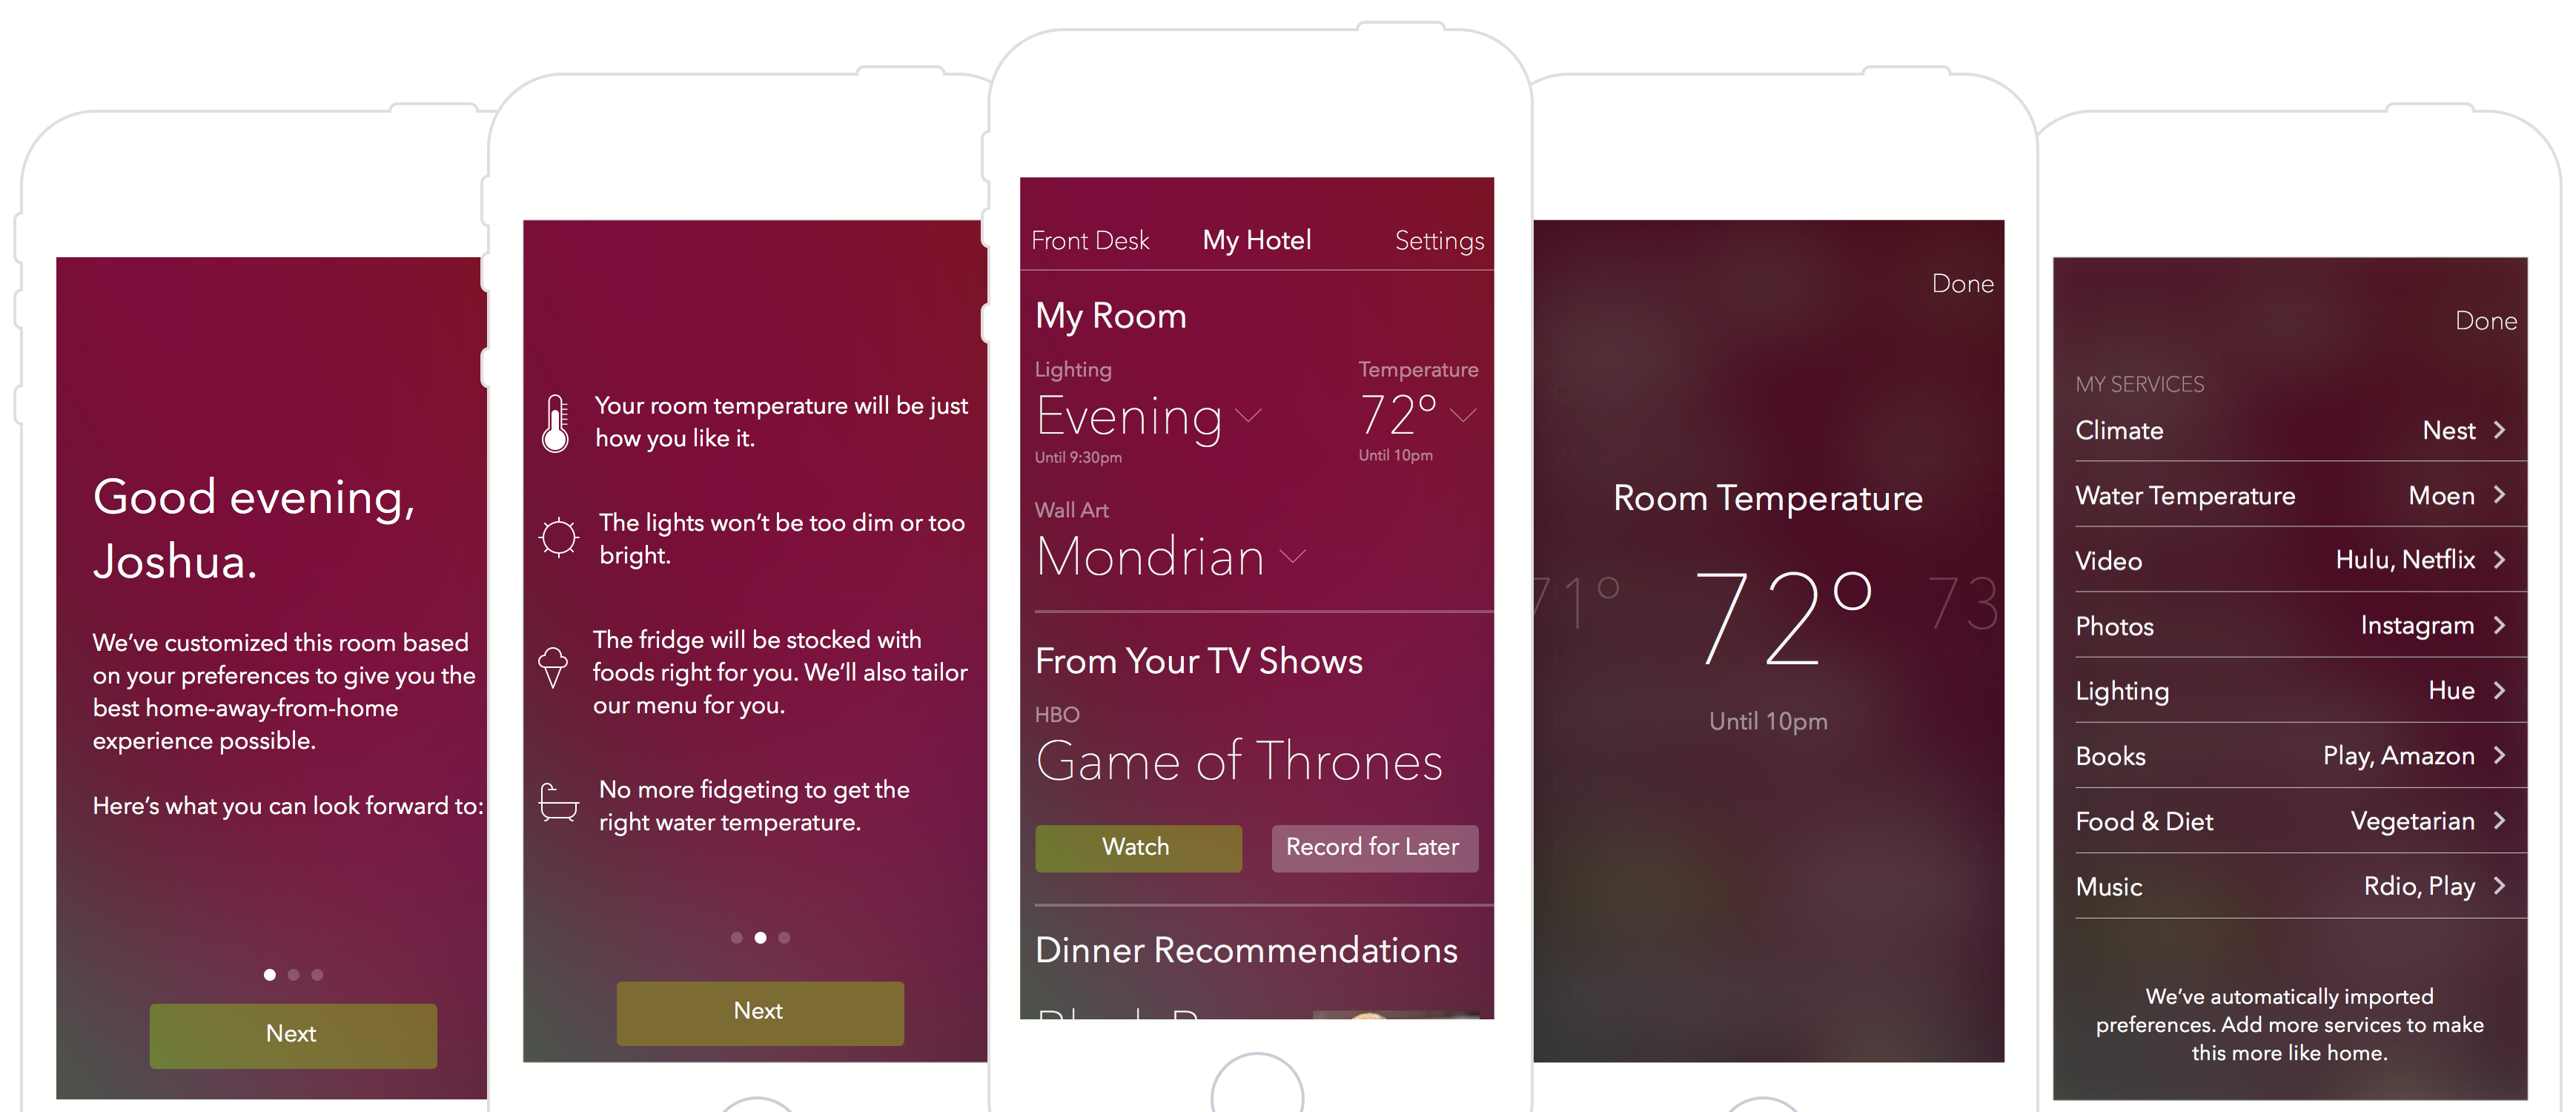 Good evening,
Joshua.
We’ve customized this room based
on your preferences to give you the
best home-away-from-home
experience possible.
Here’s what you can look forward to:
Next
Your room temperature will be just
how you like it.
The lights won’t be too dim or too
bright.
The fridge will be stocked with
foods right for you. We’ll also tailor
our menu for you.
No more fidgeting to get the
right water temperature.
Next
Front Desk My Hotel Settings
My Room
Lighting Temperature
Evening 72°
Until 9:30pm Until 10pm
Wall Art
Mondrian
From Your TV Shows
HBO
Game of Thrones
Watch Record for Later
Dinner Recommendations
Done
Room Temperature
71° 72° 73
Until 10pm
Done
MY SERVICES
Climate Nest
Water Temperature Moen
Video Hulu, Netflix
Photos Instagram
Lighting Hue
Books Play, Amazon
Food & Diet Vegetarian
Music Rdio, Play
We’ve automatically imported
preferences. Add more services to make
this more like home.